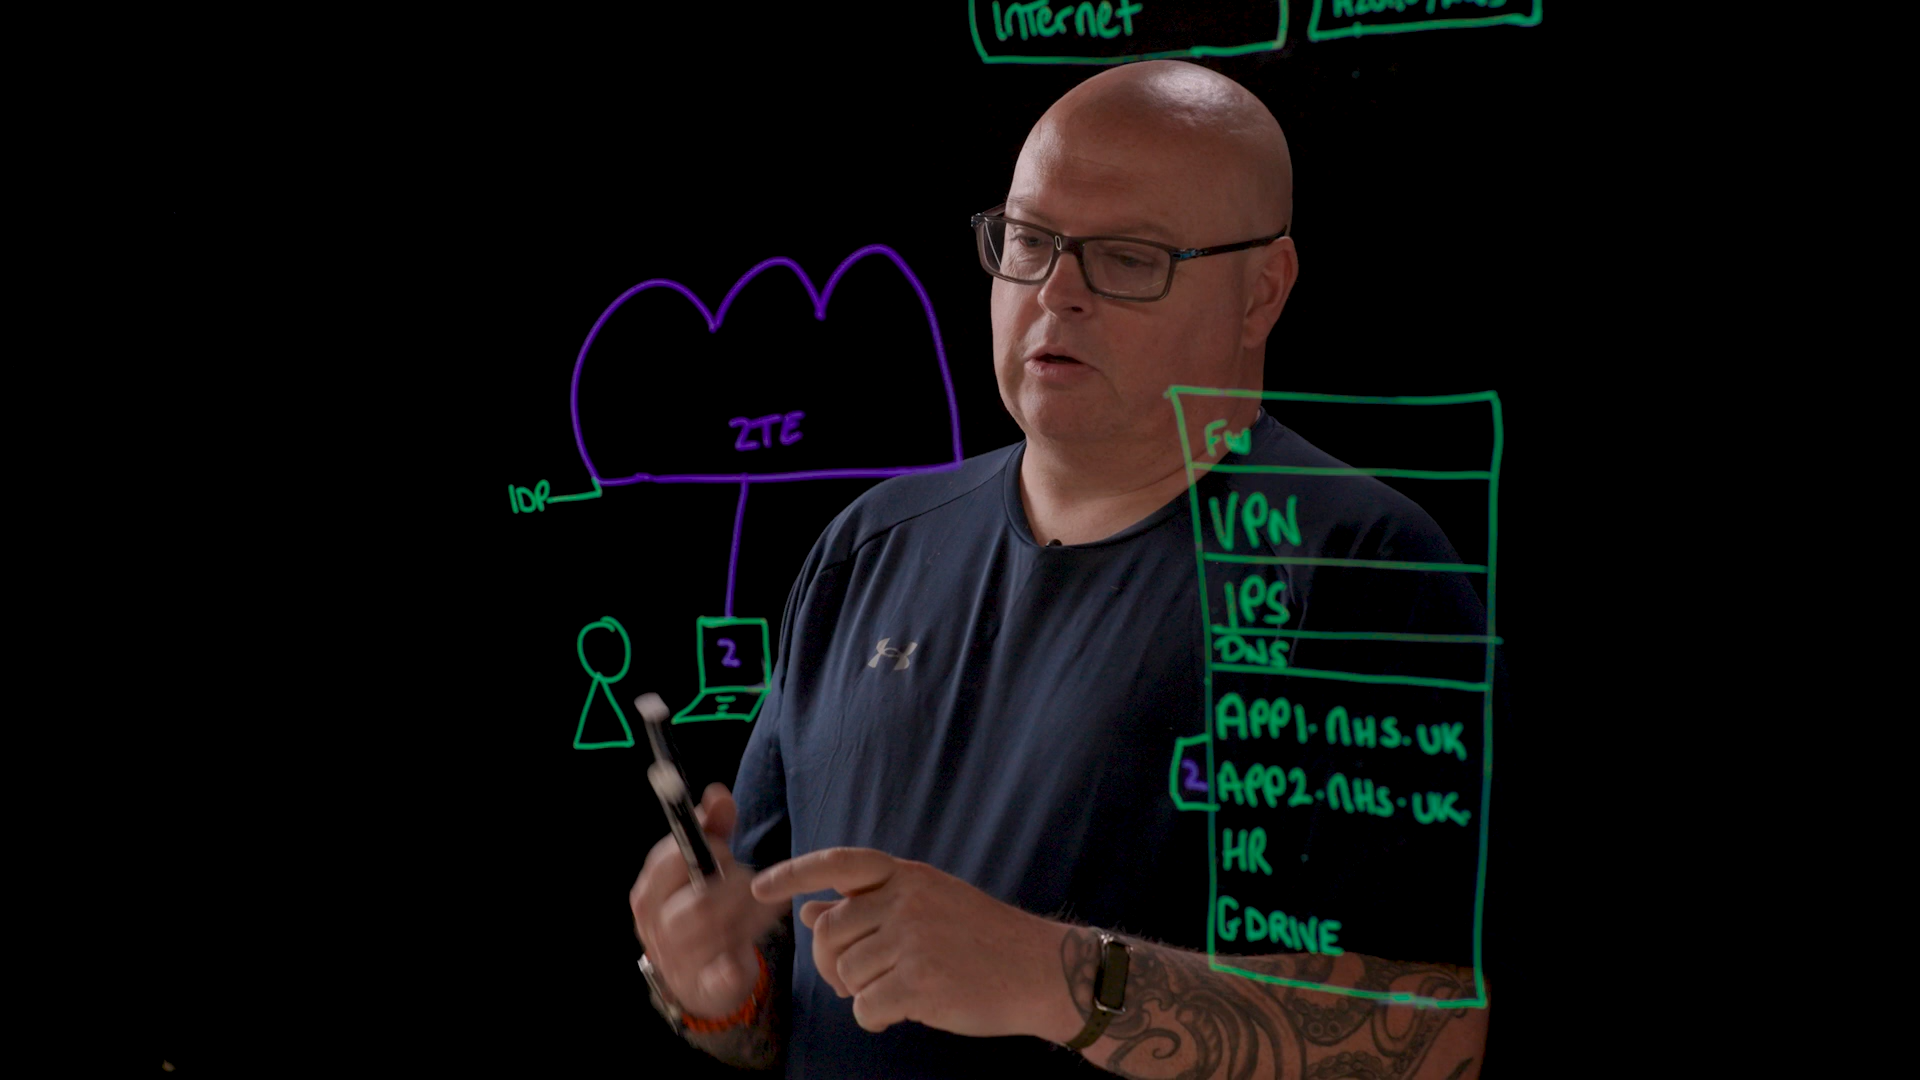 Internet
ZTE
IDP
2
FW
VPN
IPS
DNS
APP1.NHS.UK
2
APP2.NHS.UK
HR
GDRIVE